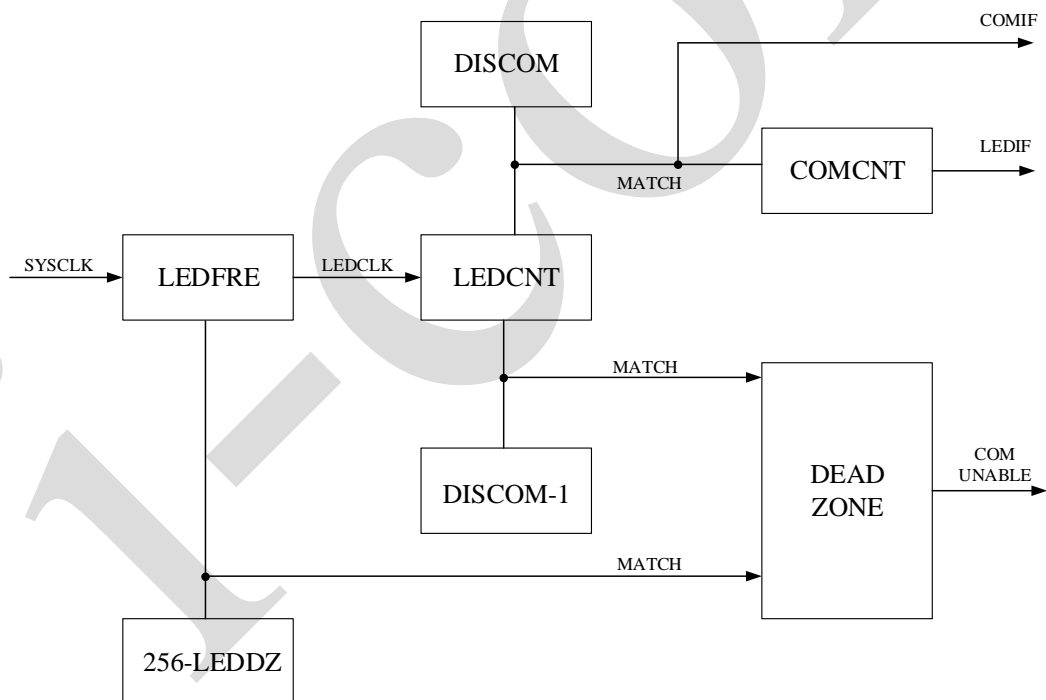 COMIF
DISCOM
MATCH
COMCNT
LEDIF
SYSCLK
LEDFRE
LEDCLK
LEDCNT
MATCH
DISCOM-1
DEAD
ZONE
COM
UNABLE
MATCH
256-LEDDZ